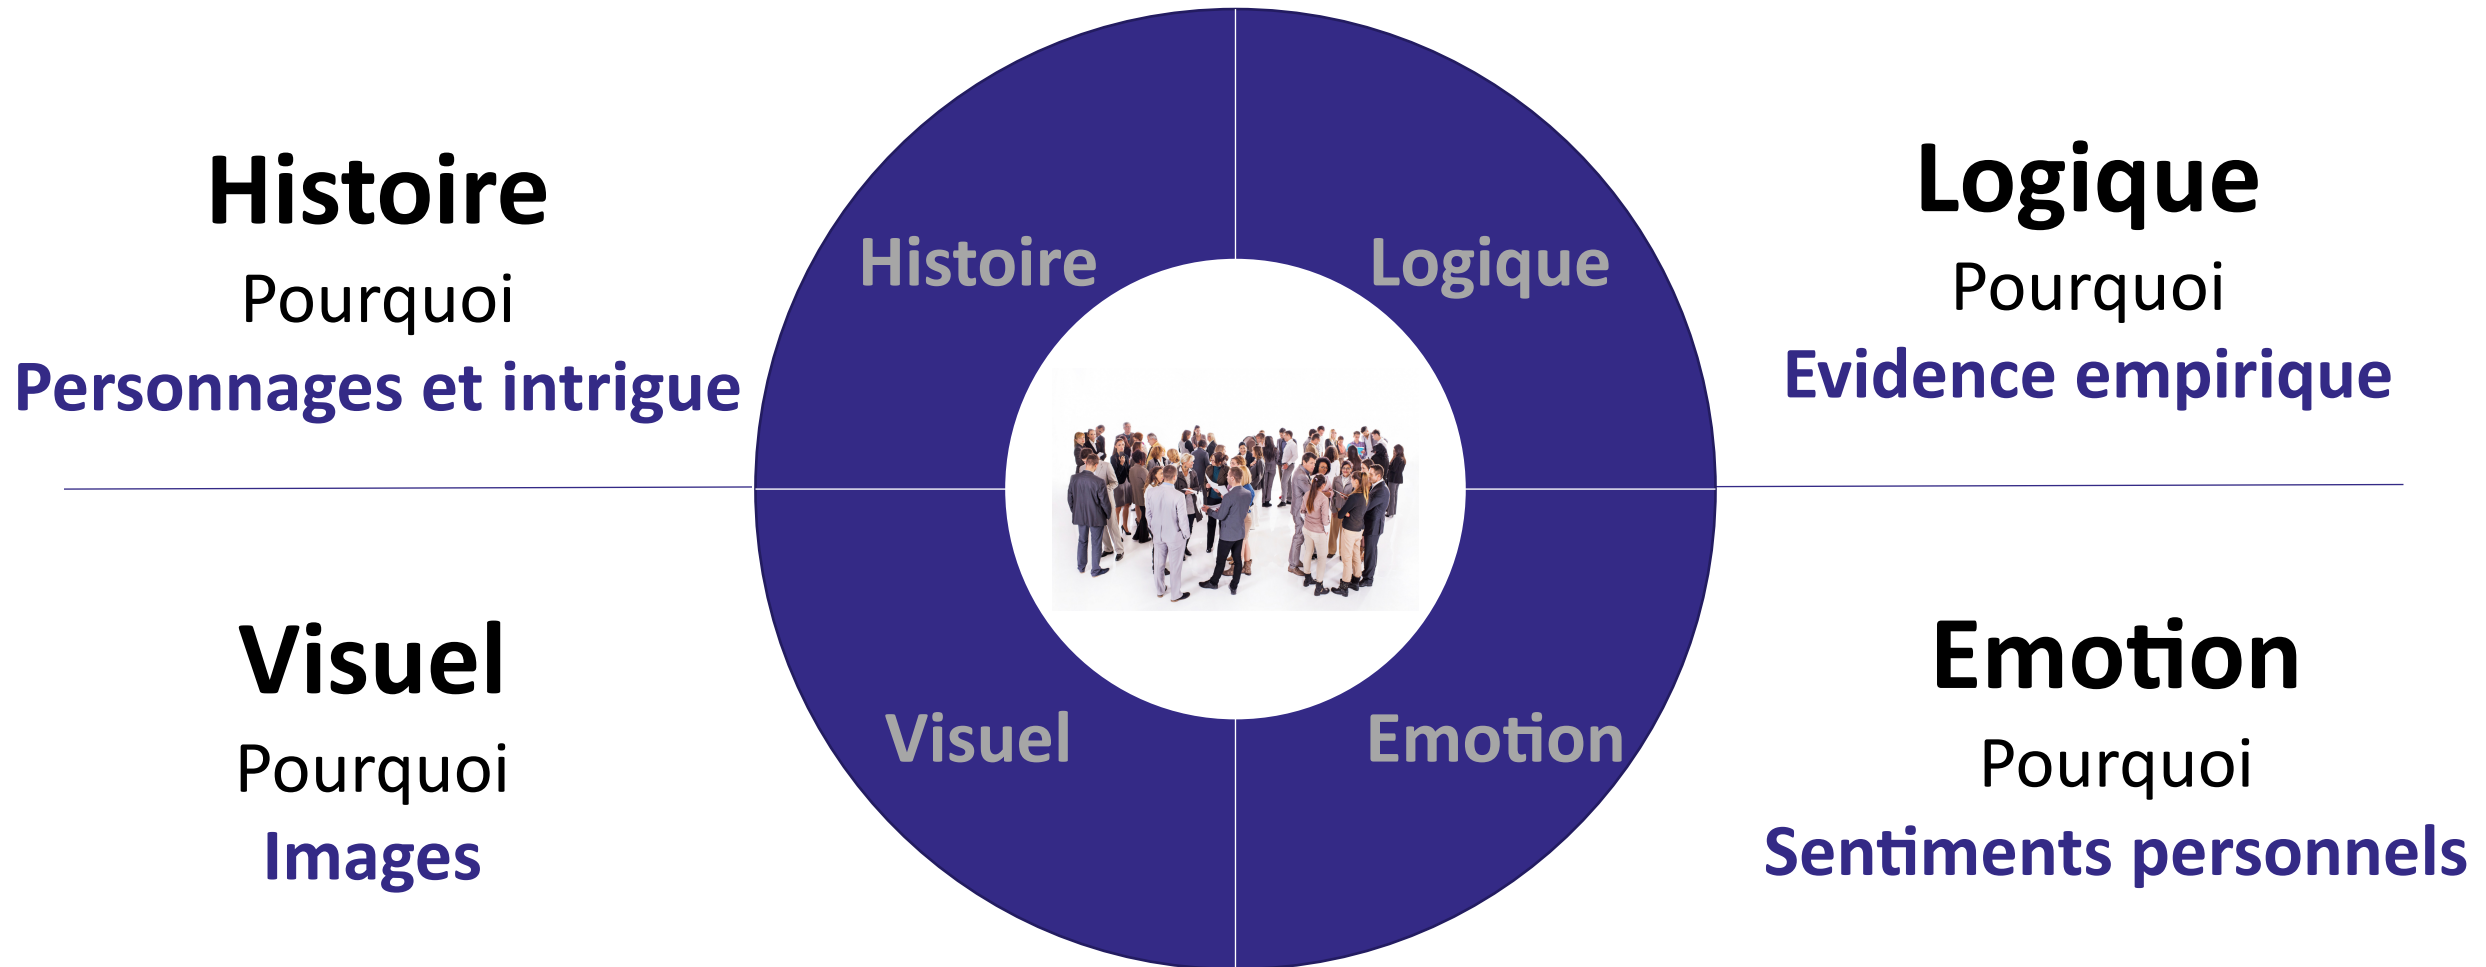 Histoire
Pourquoi
Personnages et intrigue
Histoire
Logique
Logique
Pourquoi
Evidence empirique
Visuel
Pourquoi
Images
Visuel
Emotion
Emotion
Pourquoi
Sentiments personnels